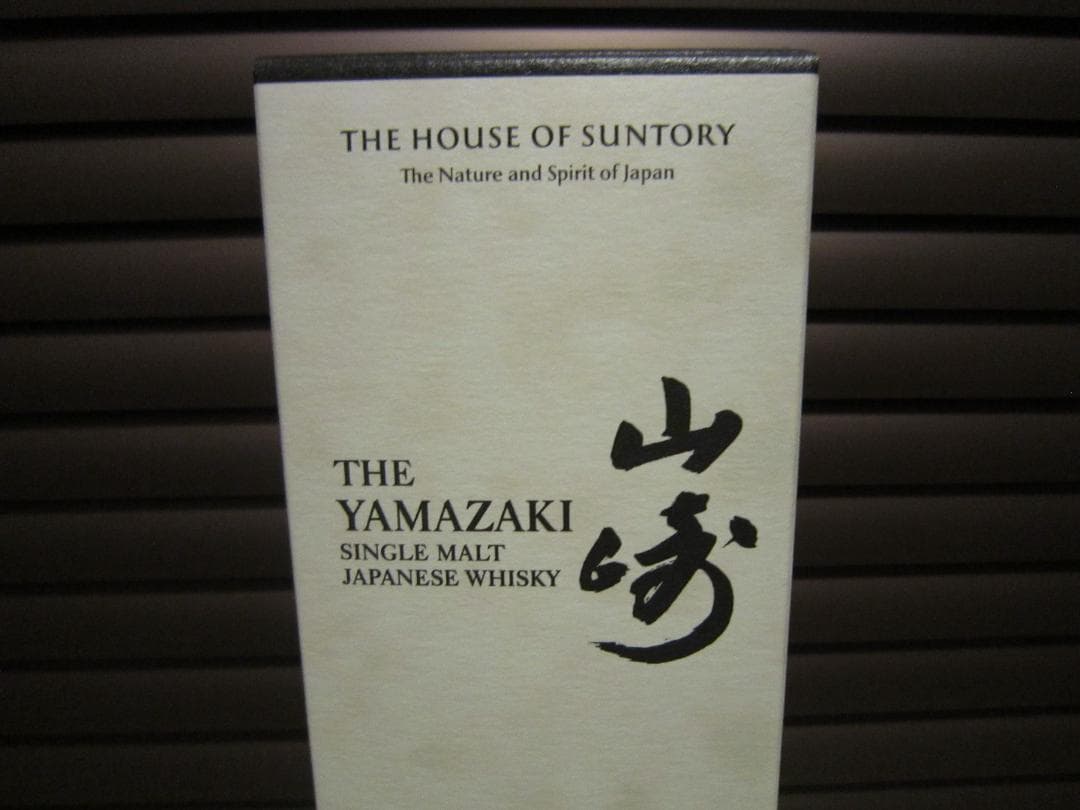 THE HOUSE OF SUNTORY
The Nature and Spirit of Japan
山崎
THE
YAMAZAKI
SINGLE MALT
JAPANESE WHISKY